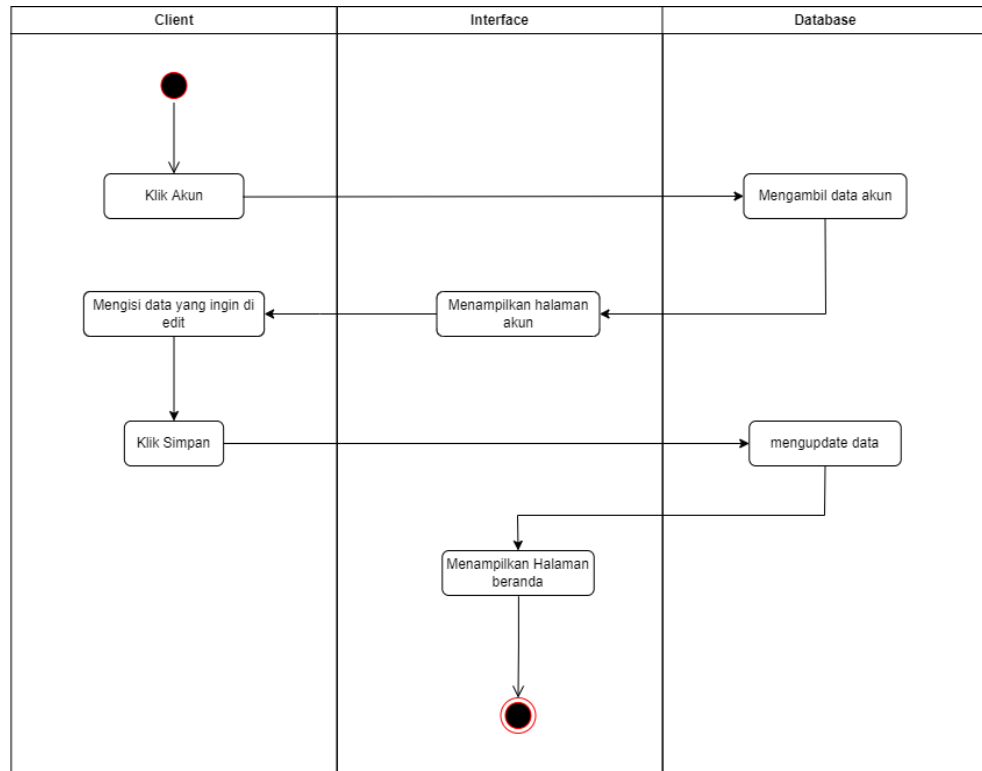 Client
Interface
Database
Klik Akun
Mengambil data akun
Menampilkan halaman
akun
Mengisi data yang ingin di
edit
Klik Simpan
mengupdate data
Menampilkan Halaman
beranda